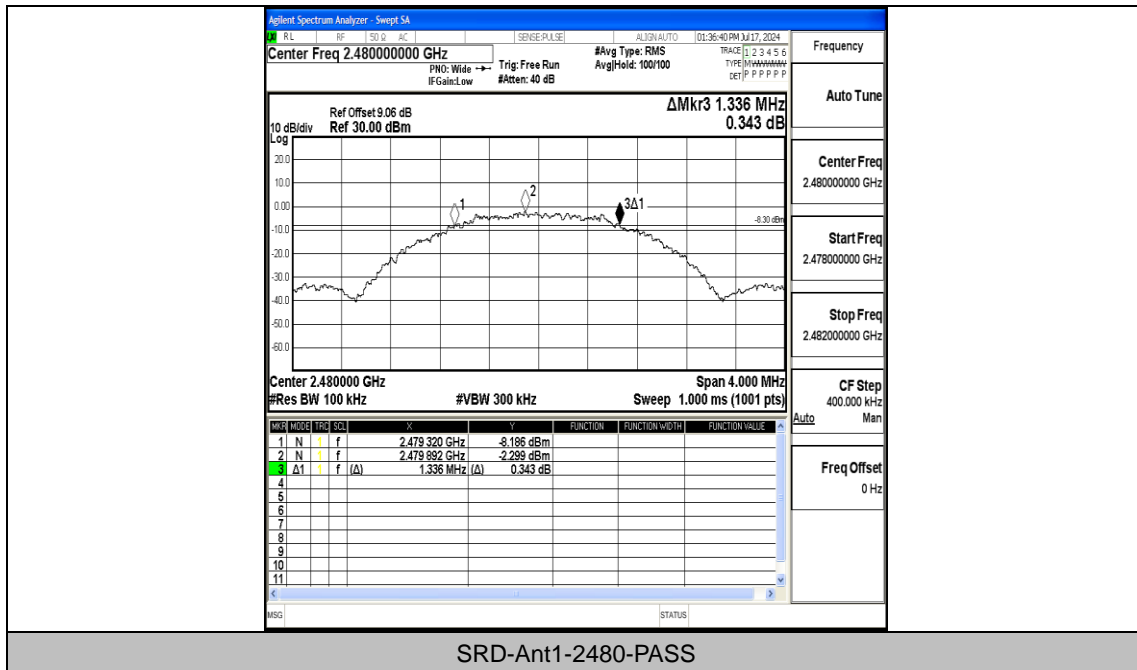 Agilent Spectrum Analyzer - Swept SA
RL RF 50 Ω AC SENSE:PULSE ALIGN AUTO 01:36:40 PM Jul 17, 2024
Center Freq 2.480000000 GHz
PNO: Wide
IFGain:Low
Trig: Free Run
#Atten: 40 dB
#Avg Type: RMS
Avg|Hold: 100/100
TRACE 1 2 3 4 5 6
TYPE M
DET P P P P P P
Ref Offset 9.06 dB
10 dB/div Ref 30.00 dBm
Log
ΔMkr3 1.336 MHz
0.343 dB
20.0
10.0
0.00
-10.0
-20.0
-30.0
-40.0
-50.0
-60.0
1
2
3Δ1
-8.30 dBm
Center 2.480000 GHz Span 4.000 MHz
#Res BW 100 kHz #VBW 300 kHz Sweep 1.000 ms (1001 pts)
MKR MODE TRC SCL X Y FUNCTION FUNCTION WIDTH FUNCTION VALUE
1 N 1 f 2.479 320 GHz -8.186 dBm
2 N 1 f 2.479 892 GHz -2.299 dBm
3 Δ1 1 f (Δ) 1.336 MHz (Δ) 0.343 dB
4
5
6
7
8
9
10
11
MSG STATUS
Frequency
Auto Tune
Center Freq
2.480000000 GHz
Start Freq
2.478000000 GHz
Stop Freq
2.482000000 GHz
CF Step
400.000 kHz
Auto Man
Freq Offset
0 Hz
SRD-Ant1-2480-PASS